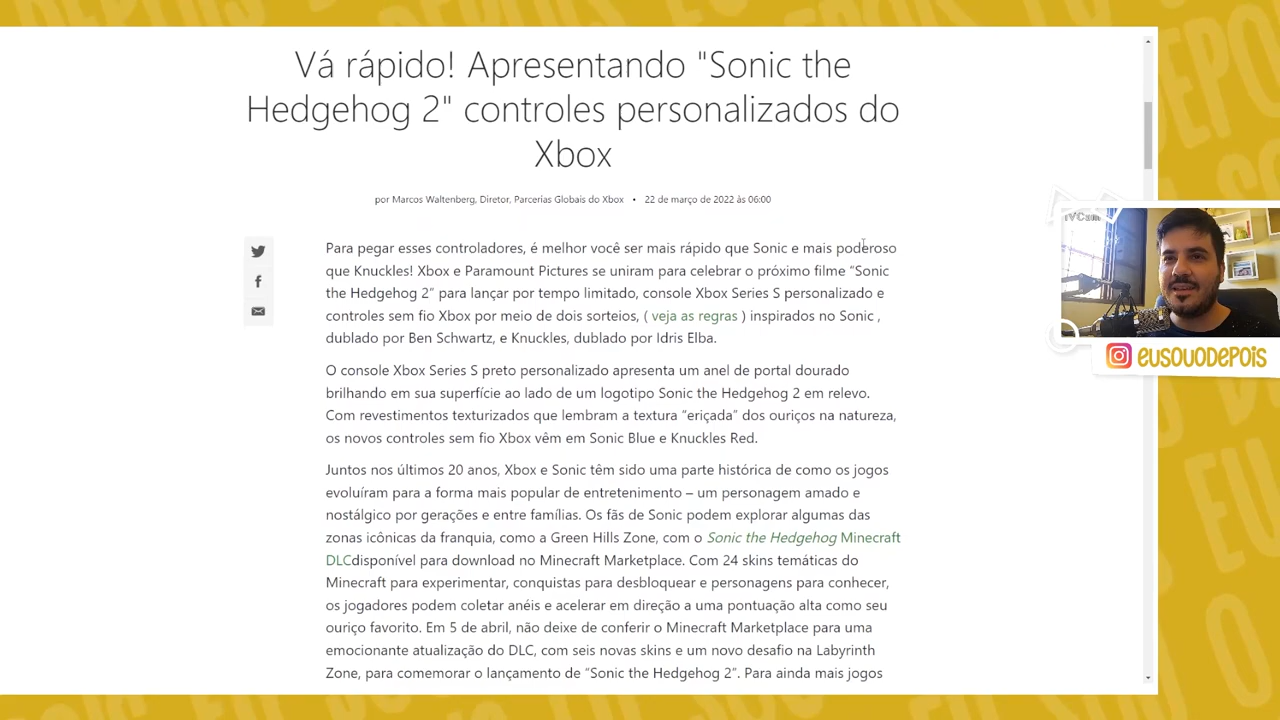 Vá rápido! Apresentando "Sonic the
Hedgehog 2" controles personalizados do
Xbox
por Marcos Waltenberg, Diretor, Parcerias Globais do Xbox • 22 de março de 2022 às 06:00
Para pegar esses controladores, é melhor você ser mais rápido que Sonic e mais poderoso
que Knuckles! Xbox e Paramount Pictures se uniram para celebrar o próximo filme “Sonic
the Hedgehog 2” para lançar por tempo limitado, console Xbox Series S personalizado e
controles sem fio Xbox por meio de dois sorteios, ( veja as regras ) inspirados no Sonic ,
dublado por Ben Schwartz, e Knuckles, dublado por Idris Elba.
O console Xbox Series S preto personalizado apresenta um anel de portal dourado
brilhando em sua superfície ao lado de um logotipo Sonic the Hedgehog 2 em relevo.
Com revestimentos texturizados que lembram a textura “eriçada” dos ouriços na natureza,
os novos controles sem fio Xbox vêm em Sonic Blue e Knuckles Red.
Juntos nos últimos 20 anos, Xbox e Sonic têm sido uma parte histórica de como os jogos
evoluíram para a forma mais popular de entretenimento – um personagem amado e
nostálgico por gerações e entre famílias. Os fãs de Sonic podem explorar algumas das
zonas icônicas da franquia, como a Green Hills Zone, com o Sonic the Hedgehog Minecraft
DLCdisponível para download no Minecraft Marketplace. Com 24 skins temáticas do
Minecraft para experimentar, conquistas para desbloquear e personagens para conhecer,
os jogadores podem coletar anéis e acelerar em direção a uma pontuação alta como seu
ouriço favorito. Em 5 de abril, não deixe de conferir o Minecraft Marketplace para uma
emocionante atualização do DLC, com seis novas skins e um novo desafio na Labyrinth
Zone, para comemorar o lançamento de “Sonic the Hedgehog 2”. Para ainda mais jogos
iVCam
eusouodepois